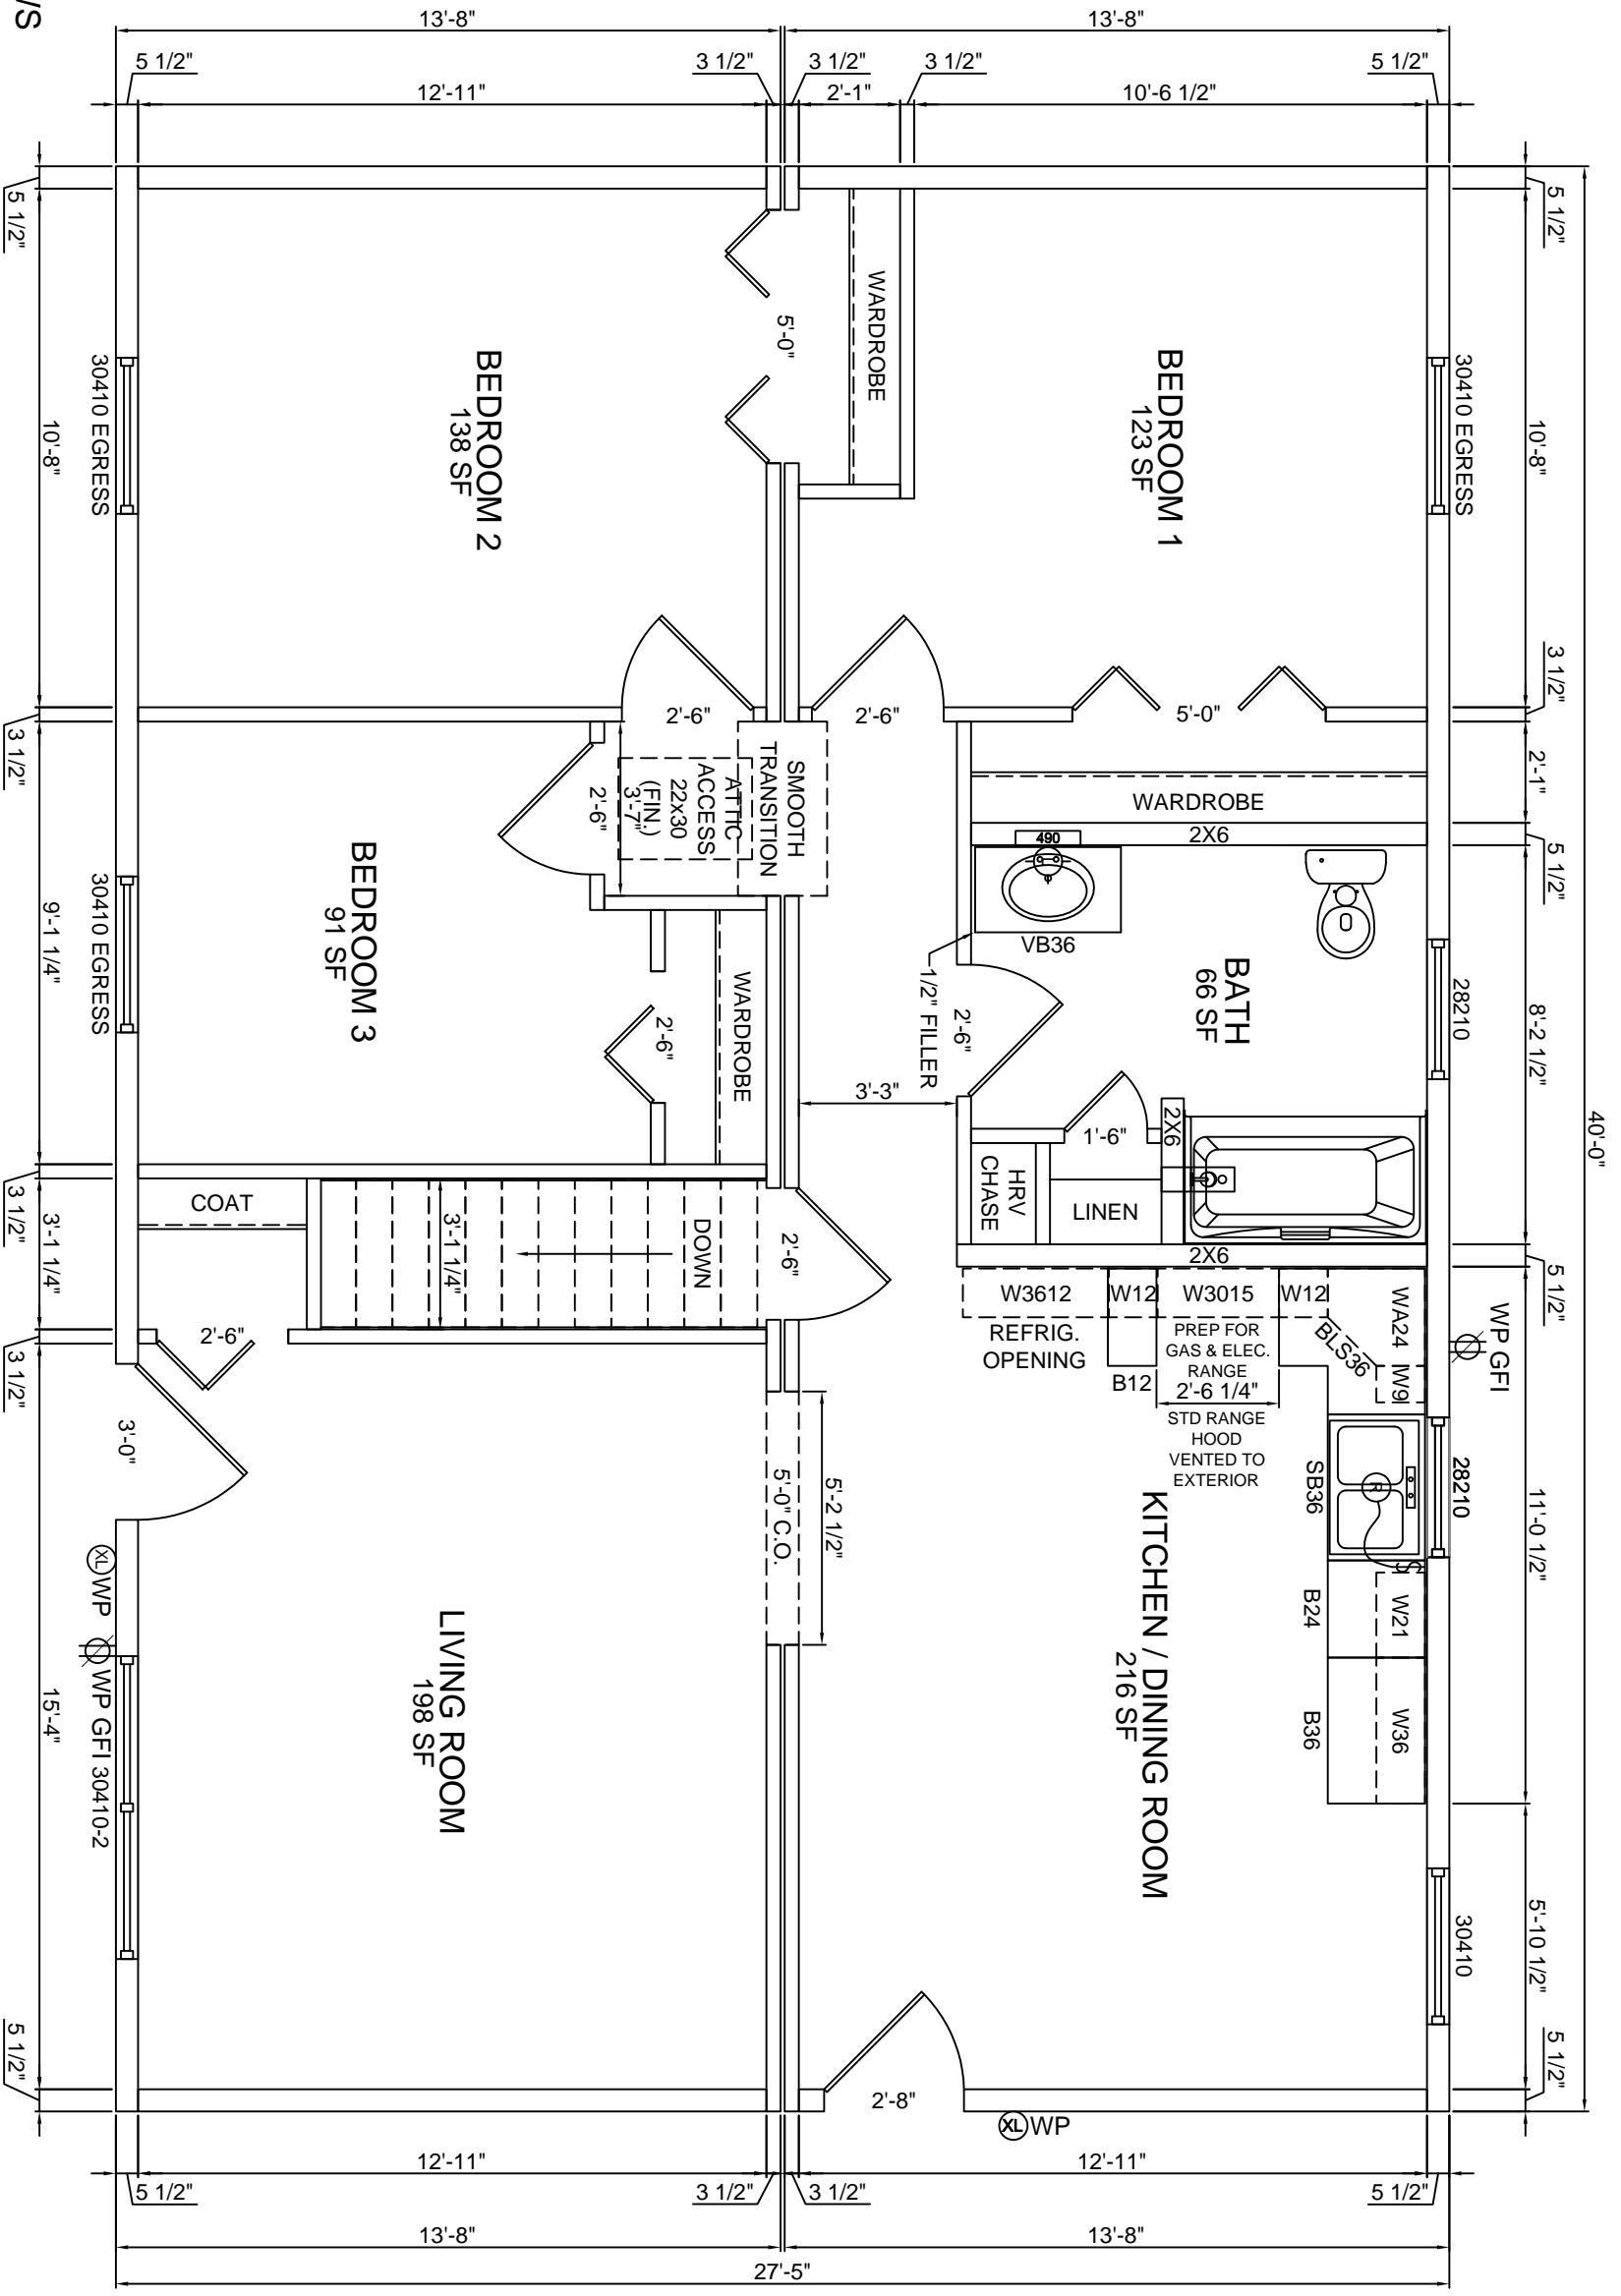 13'-8"
13'-8"
5 1/2"
3 1/2"
3 1/2"
3 1/2"
5 1/2"
12'-11"
2'-1"
10'-6 1/2"
/S
40'-0"
5 1/2"
10'-8"
3 1/2"
2'-1"
5 1/2"
8'-2 1/2"
5 1/2"
11'-0 1/2"
5'-10 1/2"
5 1/2"
30410 EGRESS
28210
WP GFI
28210
30410
BEDROOM 1
123 SF
WARDROBE
5'-0"
2'-6"
5'-0"
WARDROBE
2X6
490
VB36
1/2" FILLER
BATH
66 SF
2'-6"
1'-6"
2X6
HRV
CHASE
LINEN
2X6
3'-3"
W3612
W12
W3015
W12
WA24
W9
BLS36
REFRIG.
OPENING
B12
PREP FOR
GAS & ELEC.
RANGE
2'-6 1/4"
STD RANGE
HOOD
VENTED TO
EXTERIOR
SB36
R
S
W21
B24
W36
B36
KITCHEN / DINING ROOM
216 SF
5'-2 1/2"
5'-0" C.O.
2'-8"
XL WP
BEDROOM 2
138 SF
2'-6"
SMOOTH
TRANSITION
ATTIC
ACCESS
22x30
(FIN.)
3'-7"
2'-6"
BEDROOM 3
91 SF
WARDROBE
2'-6"
COAT
DOWN
3'-1 1/4"
2'-6"
2'-6"
3'-0"
LIVING ROOM
198 SF
30410 EGRESS
30410 EGRESS
XL WP
WP GFI 30410-2
5 1/2"
10'-8"
3 1/2"
9'-1 1/4"
3 1/2"
3'-1 1/4"
3 1/2"
15'-4"
5 1/2"
12'-11"
12'-11"
5 1/2"
3 1/2"
3 1/2"
5 1/2"
13'-8"
13'-8"
27'-5"